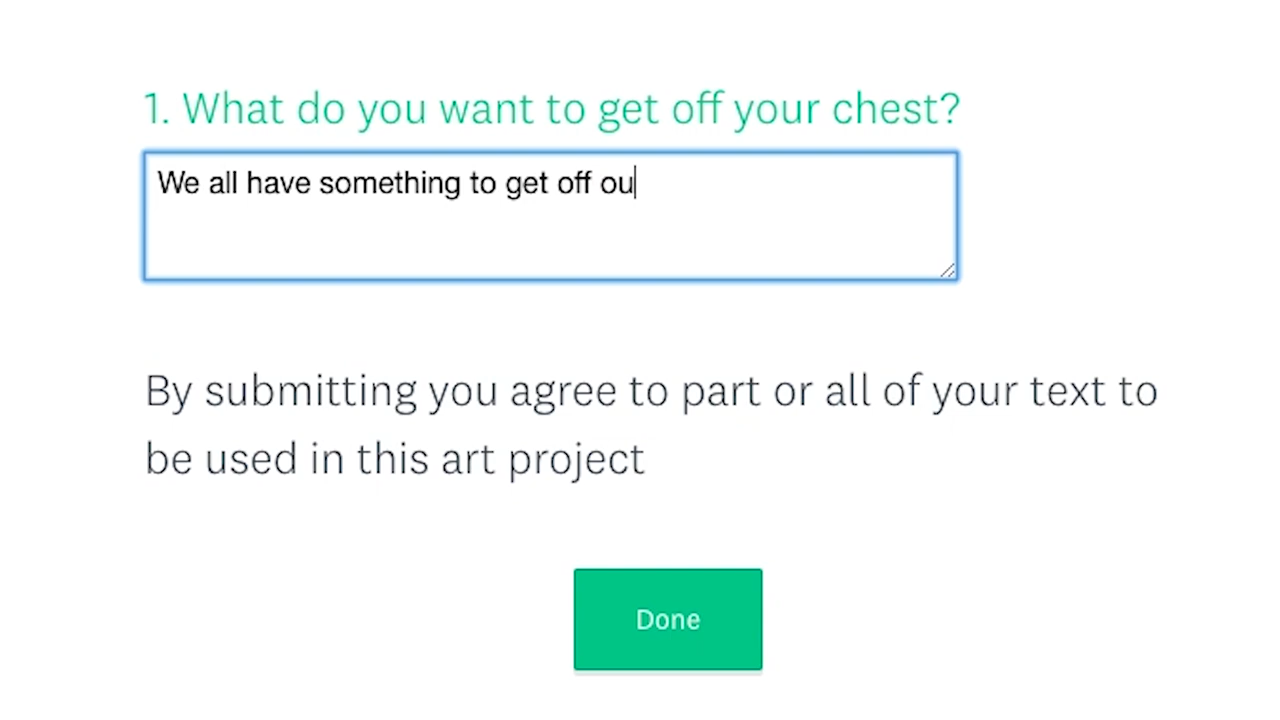 1. What do you want to get off your chest?
We all have something to get off ou
By submitting you agree to part or all of your text to
be used in this art project
Done